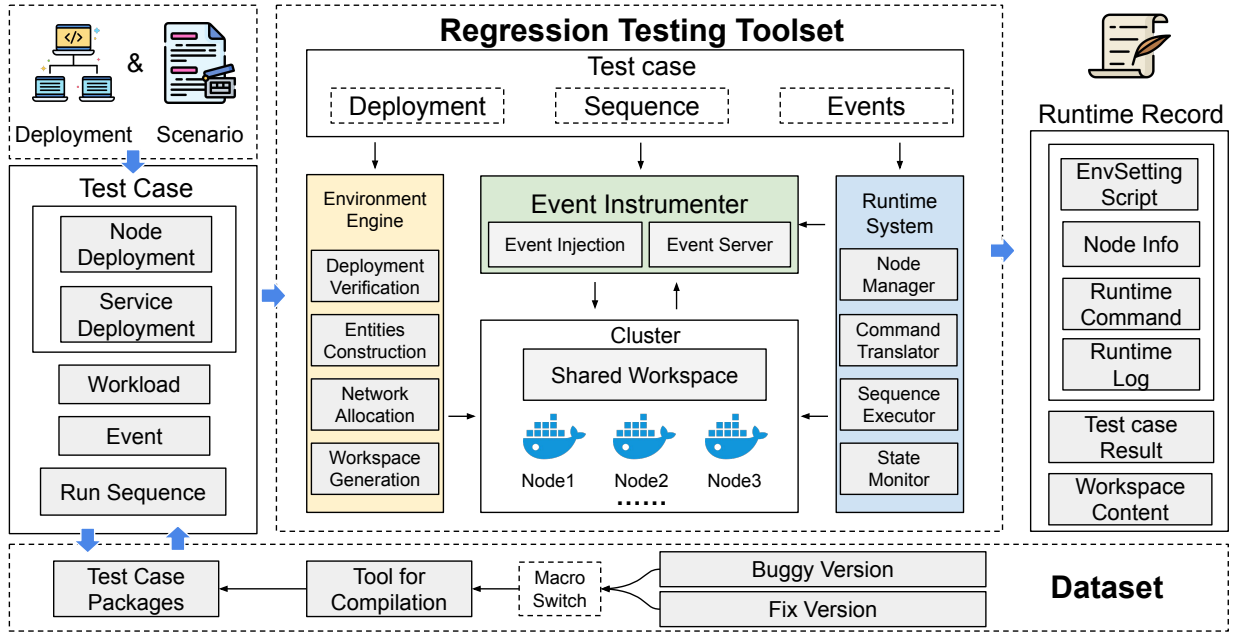 &
Deployment
Scenario
Test Case
Node
Deployment
Service
Deployment
Workload
Event
Run Sequence
Regression Testing Toolset
Test case
Deployment
Sequence
Events
Environment
Engine
Deployment
Verification
Entities
Construction
Network
Allocation
Workspace
Generation
Event Instrumenter
Event Injection
Event Server
Cluster
Shared Workspace
Node1
Node2
Node3
......
Runtime
System
Node
Manager
Command
Translator
Sequence
Executor
State
Monitor
Runtime Record
EnvSetting
Script
Node Info
Runtime
Command
Runtime
Log
Test case
Result
Workspace
Content
Test Case
Packages
Tool for
Compilation
Macro
Switch
Buggy Version
Fix Version
Dataset